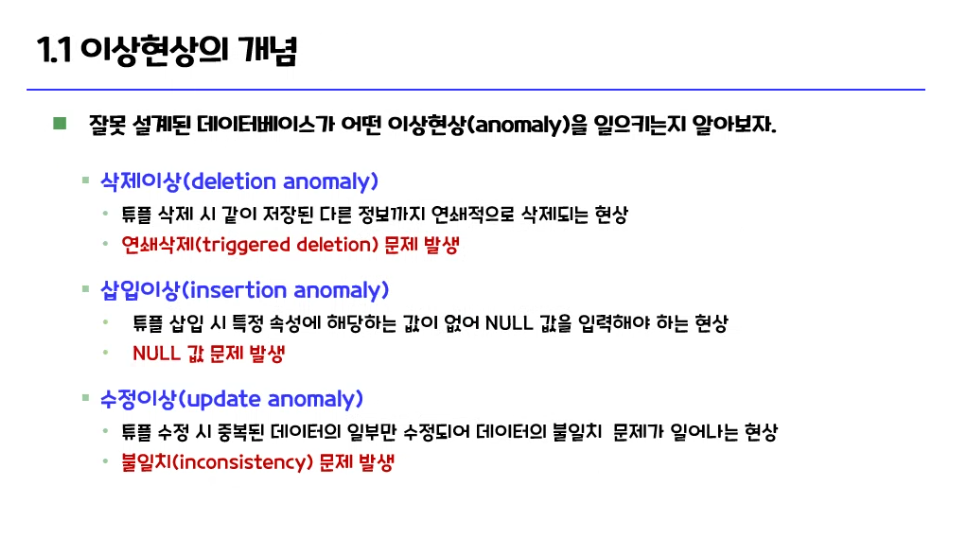 1.1 이상현상의 개념
잘못 설계된 데이터베이스가 어떤 이상현상(anomaly)을 일으키는지 알아보자.
삭제이상(deletion anomaly)
튜플 삭제 시 같이 저장된 다른 정보까지 연쇄적으로 삭제되는 현상
연쇄삭제(triggered deletion) 문제 발생
삽입이상(insertion anomaly)
튜플 삽입 시 특정 속성에 해당하는 값이 없어 NULL 값을 입력해야 하는 현상
NULL 값 문제 발생
수정이상(update anomaly)
튜플 수정 시 중복된 데이터의 일부만 수정되어 데이터의 불일치 문제가 일어나는 현상
불일치(inconsistency) 문제 발생